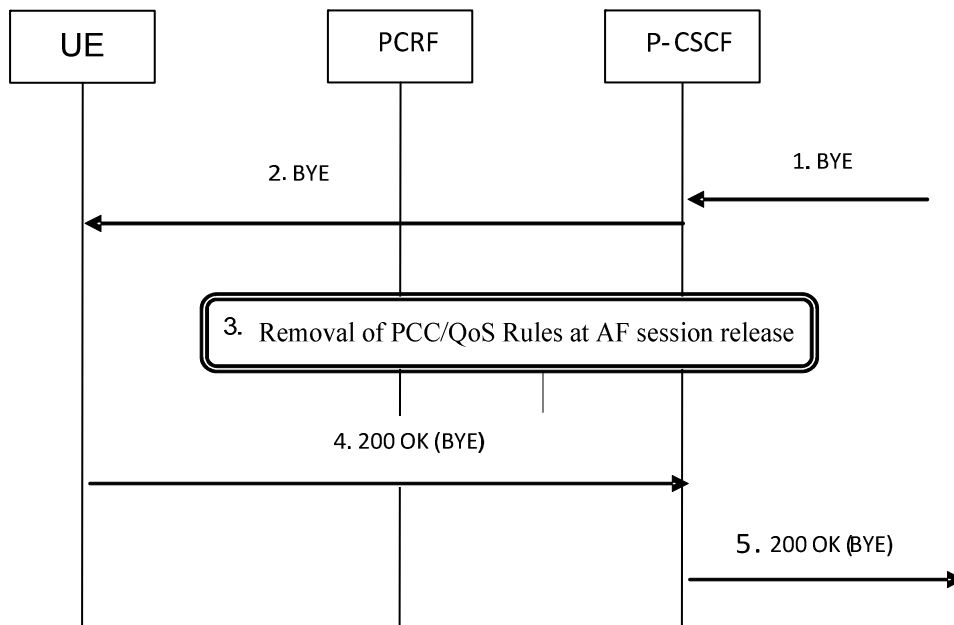 UE
PCRF
P-CSCF
1. BYE
2. BYE
3. Removal of PCC/QoS Rules at AF session release
4. 200 OK (BYE)
5. 200 OK (BYE)